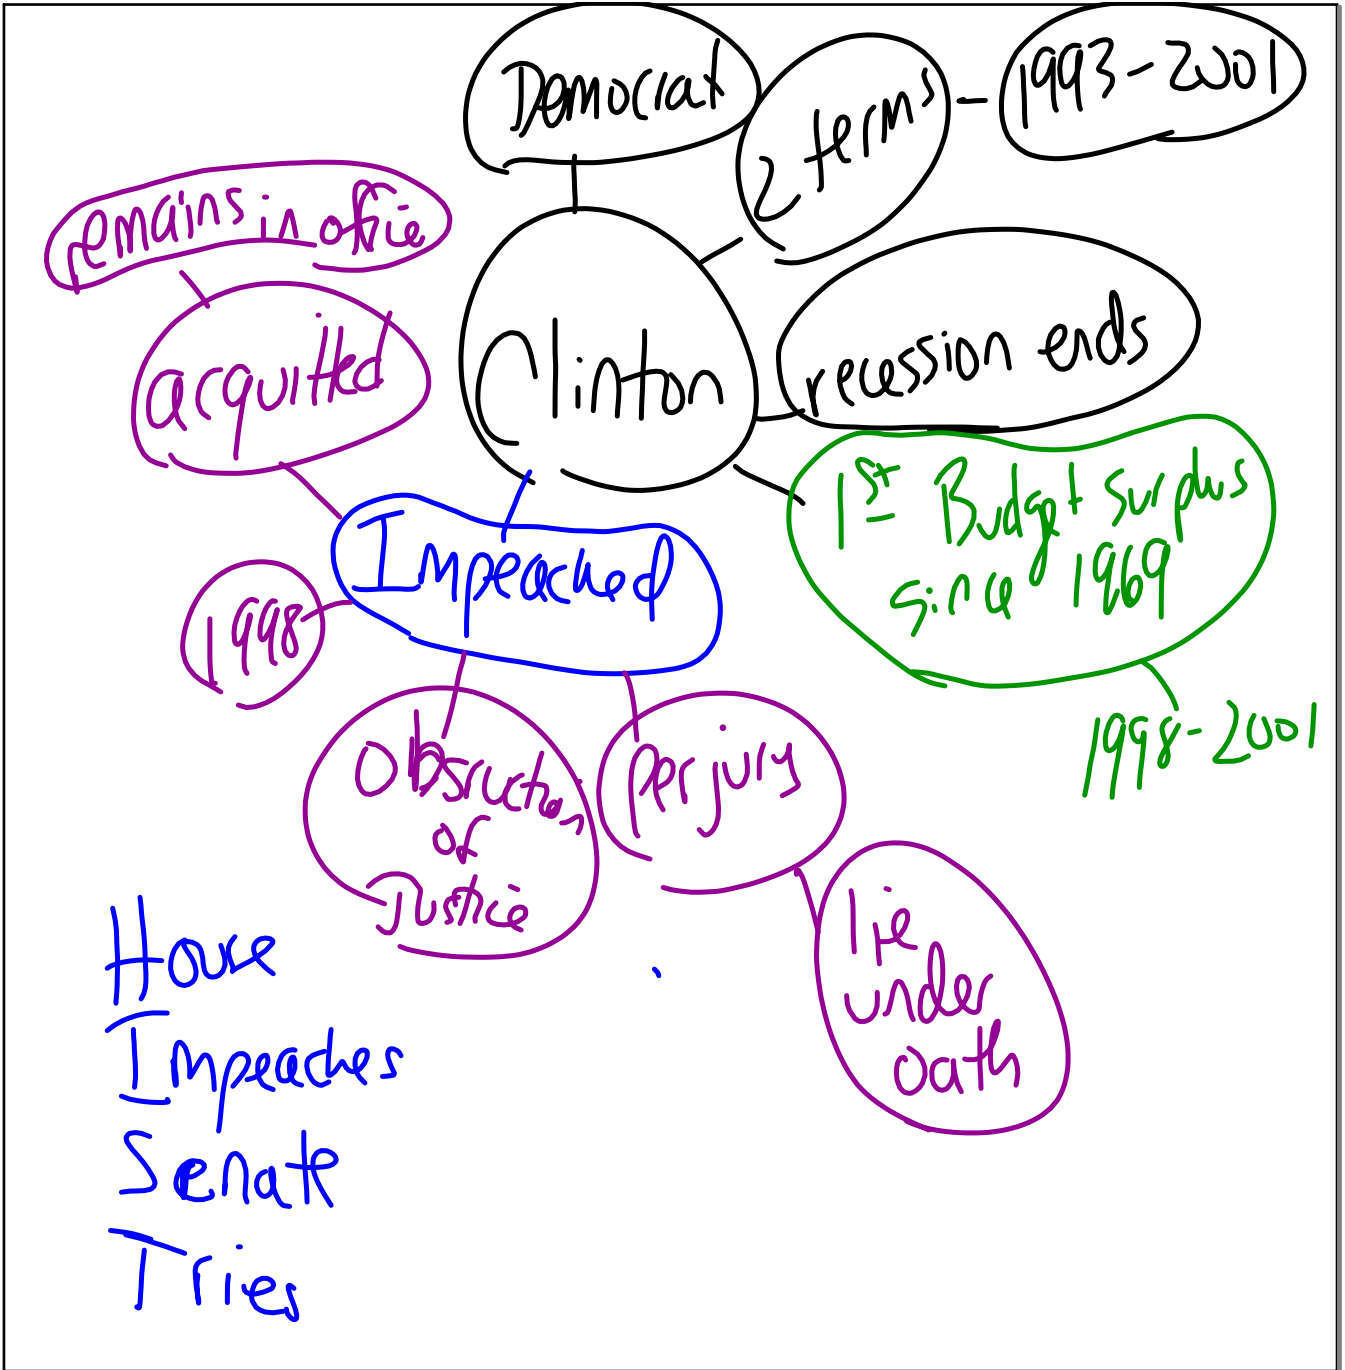 Democrat
2 terms - 1993-2001
remains in office
acquitted
Clinton
recession ends
1st Budget surplus
since 1969
1998-2001
Impeached
1998
Obsruction
of
Justice
perjury
lie
under
oath
House
Impeaches
Senate
Tries